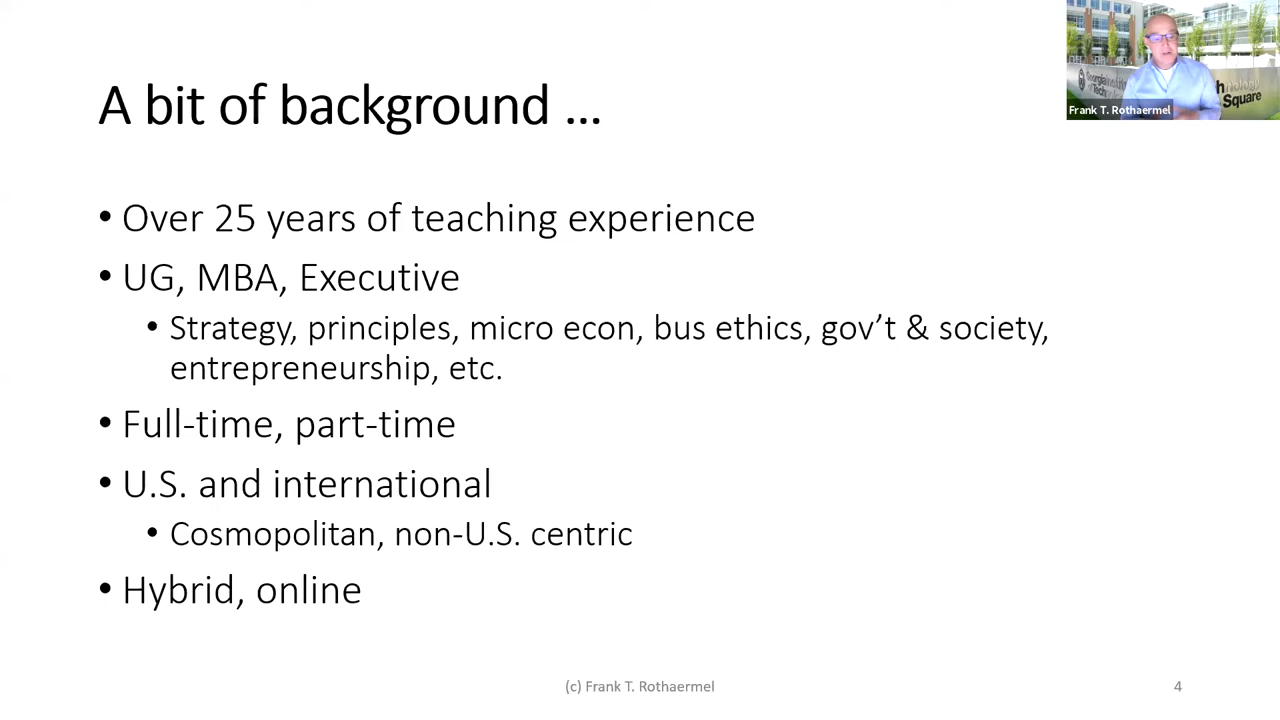 A bit of background ...
• Over 25 years of teaching experience
• UG, MBA, Executive
• Strategy, principles, micro econ, bus ethics, gov’t & society,
entrepreneurship, etc.
• Full-time, part-time
• U.S. and international
• Cosmopolitan, non-U.S. centric
• Hybrid, online
Square
Frank T. Rothaermel
(c) Frank T. Rothaermel
4